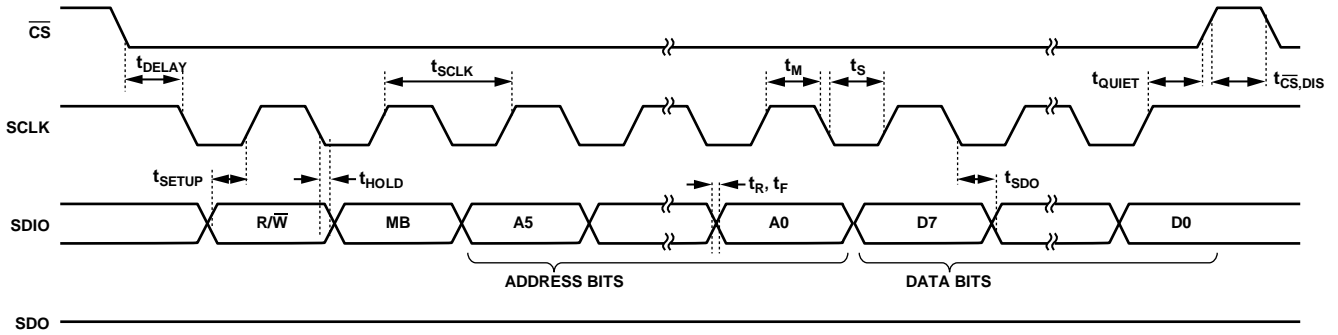 CS
tDELAY
tSCLK
tM
tS
tQUIET
tCS,DIS
SCLK
tSETUP
tHOLD
tR, tF
tSDO
SDIO
R/W
MB
A5
A0
D7
D0
ADDRESS BITS
DATA BITS
SDO